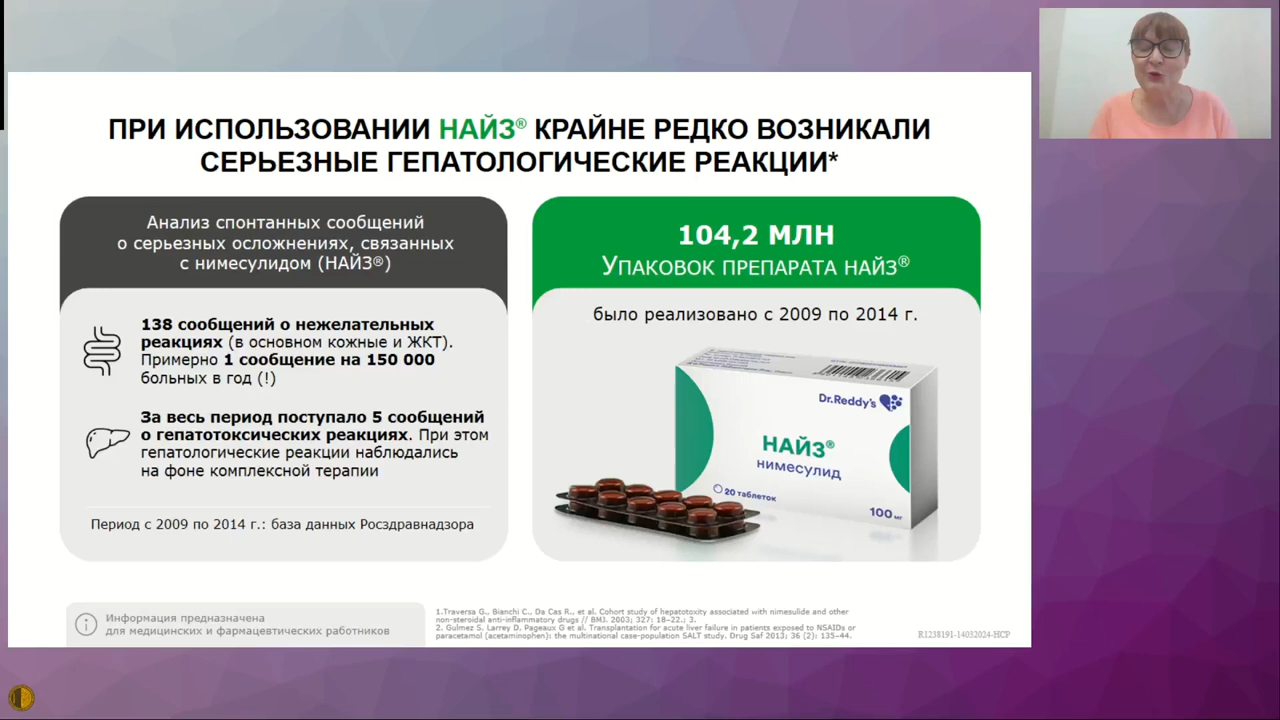 ПРИ ИСПОЛЬЗОВАНИИ НАЙЗ® КРАЙНЕ РЕДКО ВОЗНИКАЛИ
СЕРЬЕЗНЫЕ ГЕПАТОЛОГИЧЕСКИЕ РЕАКЦИИ*
Анализ спонтанных сообщений
о серьезных осложнениях, связанных
с нимесулидом (НАЙЗ®)
138 сообщений о нежелательных
реакциях (в основном кожные и ЖКТ).
Примерно 1 сообщение на 150 000
больных в год (!)
За весь период поступало 5 сообщений
о гепатотоксических реакциях. При этом
гепатологические реакции наблюдались
на фоне комплексной терапии
Период с 2009 по 2014 г.: база данных Росздравнадзора
104,2 МЛН
УПАКОВОК ПРЕПАРАТА НАЙЗ®
было реализовано с 2009 по 2014 г.
Dr.Reddy's
НАЙЗ®
нимесулид
20 таблеток
100 мг
Информация предназначена
для медицинских и фармацевтических работников
1.Traversa G., Bianchi C., Da Cas R., et al. Cohort study of hepatotoxity associated with nimesulide and other
non-steroidal anti-inflammatory drugs // BMJ. 2003; 327: 18–22.; 3.
2. Gulmez S. Larrey D, Pageaux G et al. Transplantation for acute liver failure in patients exposed to NSAIDs or
paracetamol (acetaminophen): the multinational case-population SALT study. Drug Saf 2013; 36 (2): 135–44.
R1238191-14032024-HCP